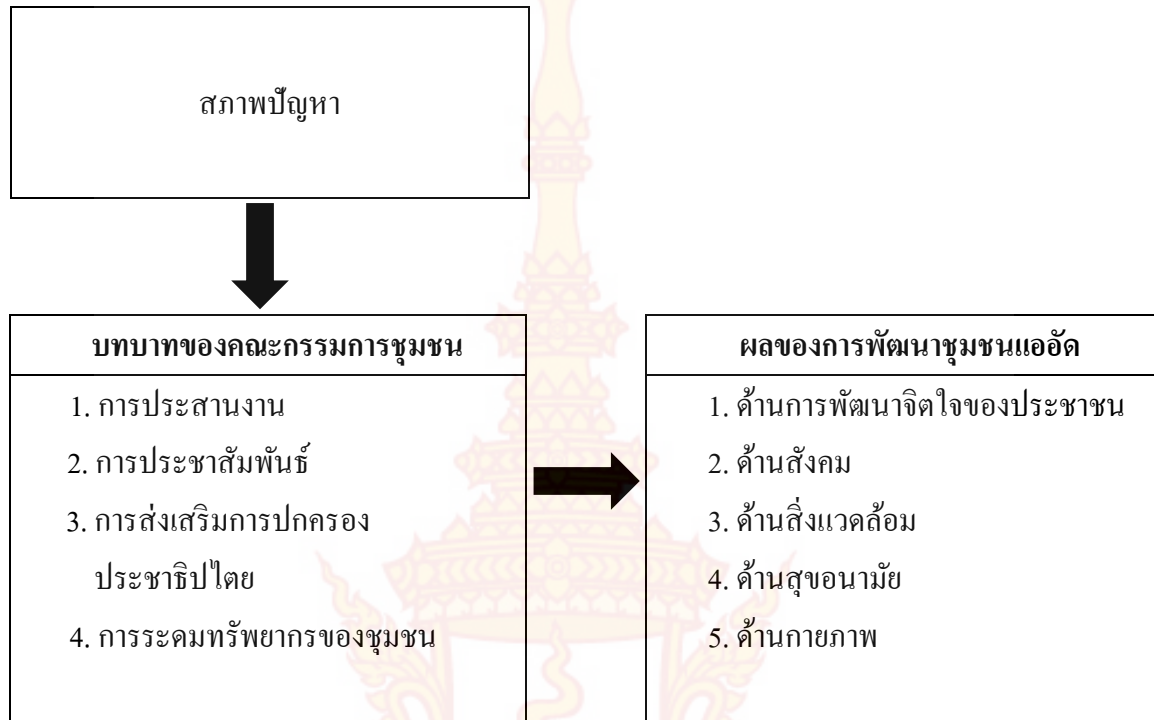 สภาพปัญหา
บทบาทของคณะกรรมการชุมชน
1. การประสานงาน
2. การประชาสัมพันธ์
3. การส่งเสริมการปกครอง
ประชาธิปไตย
4. การระดมทรัพยากรของชุมชน
ผลของการพัฒนาชุมชนแออัด
1. ด้านการพัฒนาจิตใจของประชาชน
2. ด้านสังคม
3. ด้านสิ่งแวดล้อม
4. ด้านสุขอนามัย
5. ด้านกายภาพ